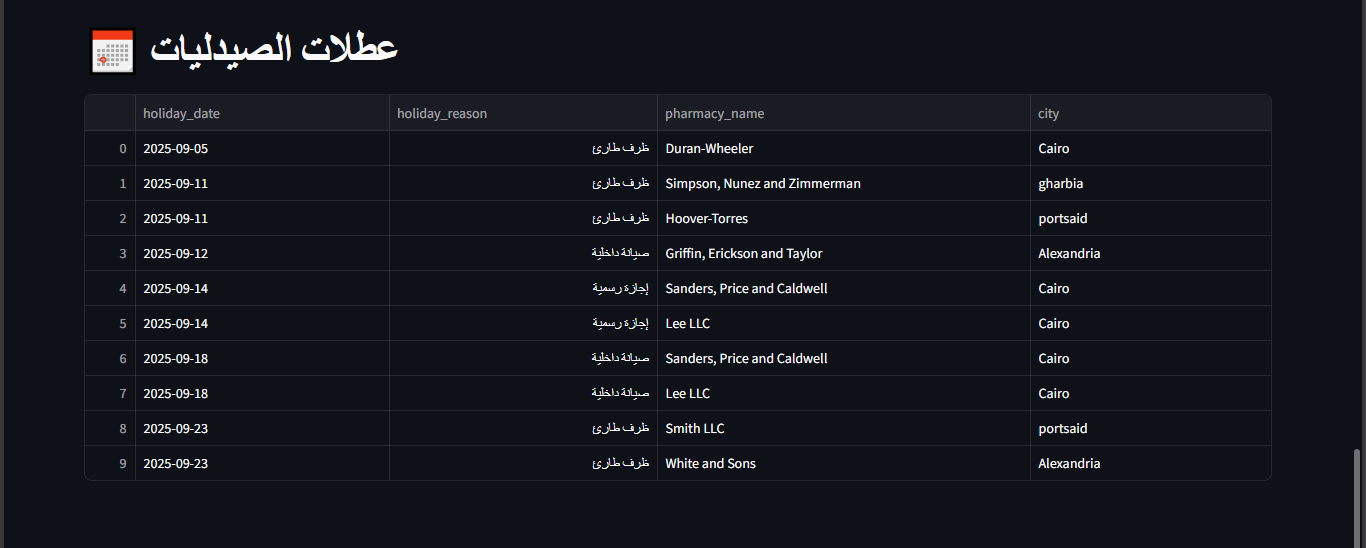 عطلات الصيدليات
holiday_date holiday_reason pharmacy_name city
0 2025-09-05 ظرف طارئ Duran-Wheeler Cairo
1 2025-09-11 ظرف طارئ Simpson, Nunez and Zimmerman gharbia
2 2025-09-11 ظرف طارئ Hoover-Torres portsaid
3 2025-09-12 صيانة داخلية Griffin, Erickson and Taylor Alexandria
4 2025-09-14 إجازة رسمية Sanders, Price and Caldwell Cairo
5 2025-09-14 إجازة رسمية Lee LLC Cairo
6 2025-09-18 صيانة داخلية Sanders, Price and Caldwell Cairo
7 2025-09-18 صيانة داخلية Lee LLC Cairo
8 2025-09-23 ظرف طارئ Smith LLC portsaid
9 2025-09-23 ظرف طارئ White and Sons Alexandria